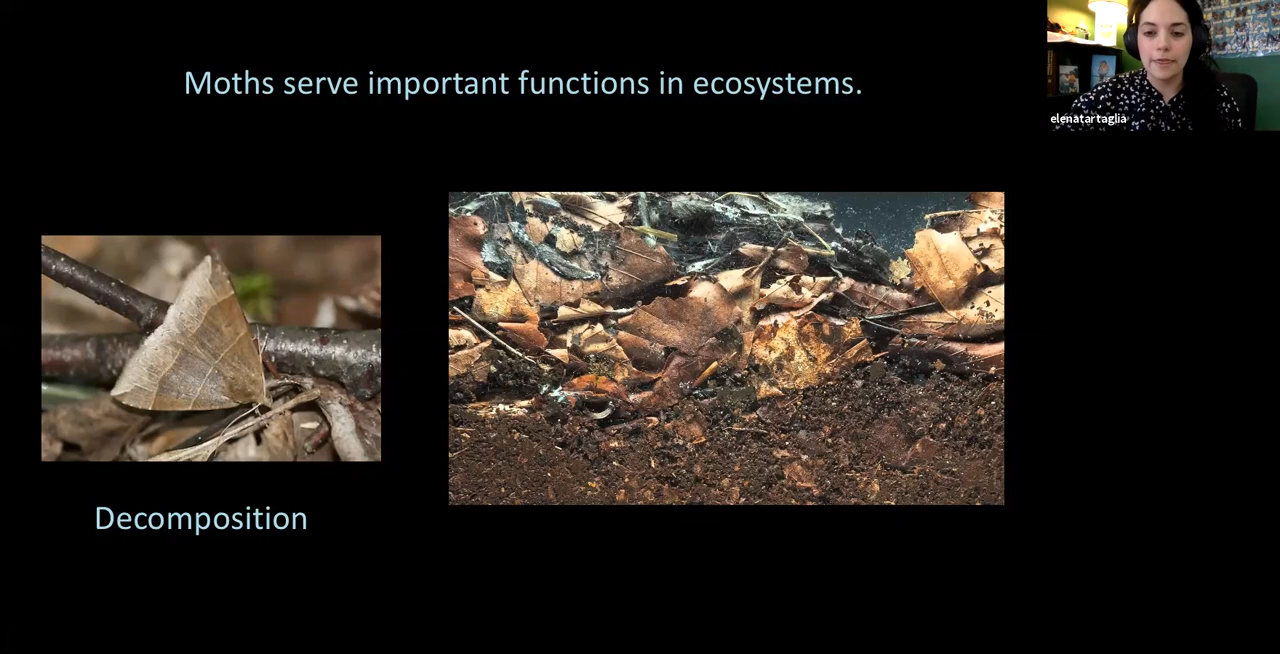 Moths serve important functions in ecosystems.
elenatartaglia
Decomposition